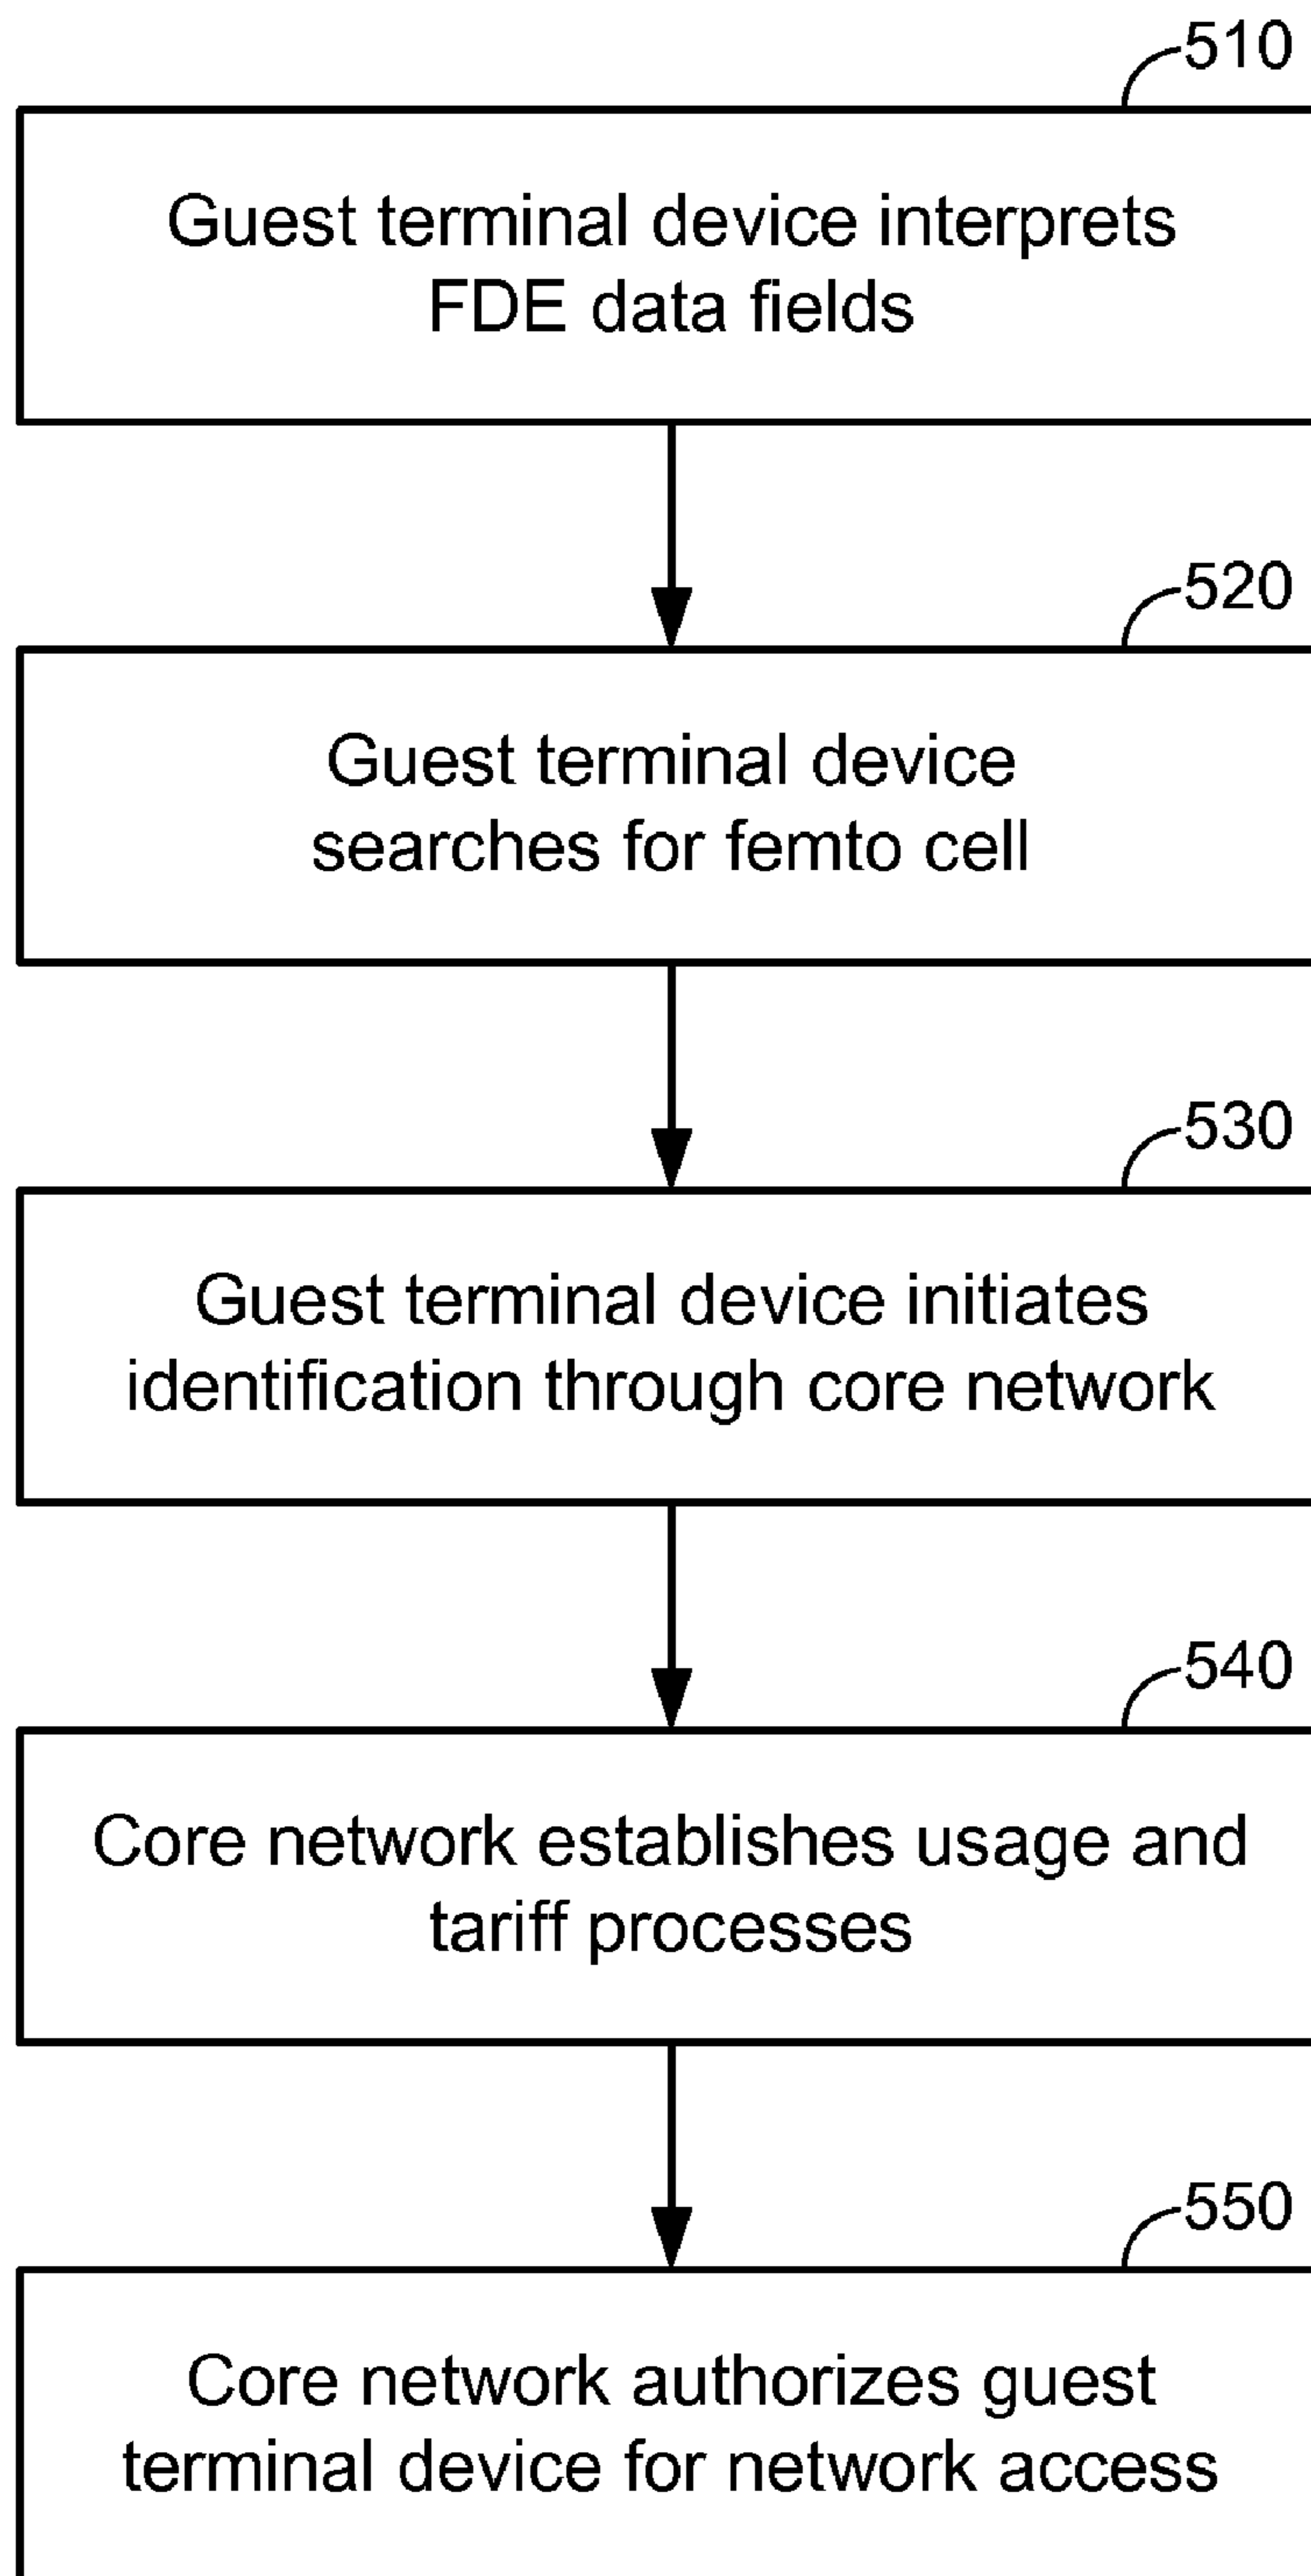 510
Guest terminal device interprets
FDE data fields
520
Guest terminal device
searches for femto cell
530
Guest terminal device initiates
identification through core network
540
Core network establishes usage and
tariff processes
550
Core network authorizes guest
terminal device for network access